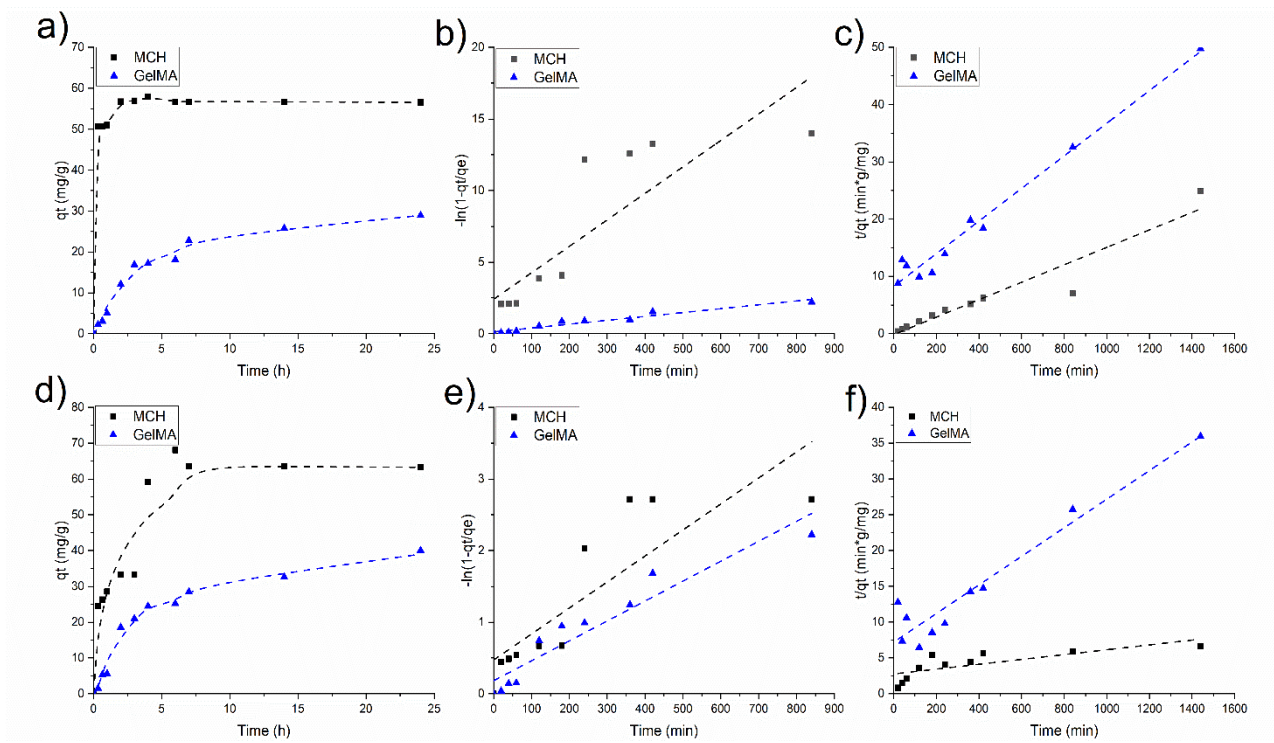 a)
MCH
GelMA
qt (mg/g)
70
60
50
40
30
20
10
0
0 5 10 15 20 25
Time (h)
b)
MCH
GelMA
-ln(1-qt/qe)
20
15
10
5
0
0 100 200 300 400 500 600 700 800 900
Time (min)
c)
MCH
GelMA
t/qt (min*g/mg)
50
40
30
20
10
0
0 200 400 600 800 1000 1200 1400 1600
Time (min)
d)
MCH
GelMA
qt (mg/g)
80
70
60
50
40
30
20
10
0
0 5 10 15 20 25
Time (h)
e)
MCH
GelMA
-ln(1-qt/qe)
4
3
2
1
0
0 100 200 300 400 500 600 700 800 900
Time (min)
f)
MCH
GelMA
t/qt (min*g/mg)
40
35
30
25
20
15
10
5
0
0 200 400 600 800 1000 1200 1400 1600
Time (min)